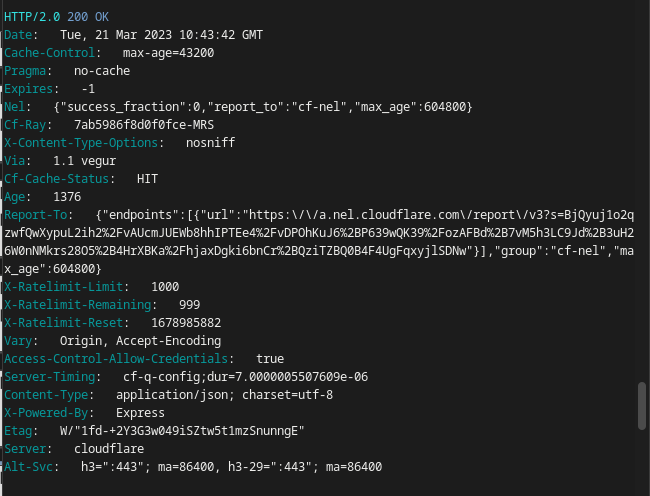 HTTP/2.0 200 OK
Date:   Tue, 21 Mar 2023 10:43:42 GMT
Cache-Control:   max-age=43200
Pragma:   no-cache
Expires:   -1
Nel:   {"success_fraction":0,"report_to":"cf-nel","max_age":604800}
Cf-Ray:   7ab5986f8d0f0fce-MRS
X-Content-Type-Options:   nosniff
Via:   1.1 vegur
Cf-Cache-Status:   HIT
Age:   1376
Report-To:   {"endpoints":[{"url":"https:\/\/a.nel.cloudflare.com\/report\/v3?s=BjQyuj1o2q
zwfQwXypuL2ih2%2FvAUcmJUEWb8hhIPTEe4%2FvDPOhKuJ6%2BP639wQK39%2FozAFBd%2B7vM5h3LC9Jd%2B3uH2
6W0nNMkrs28O5%2B4HrXBKa%2FhjaxDgki6bnCr%2BQziTZBQ0B4F4UgFqxyjlSDNw"}],"group":"cf-nel","ma
x_age":604800}
X-Ratelimit-Limit:   1000
X-Ratelimit-Remaining:   999
X-Ratelimit-Reset:   1678985882
Vary:   Origin, Accept-Encoding
Access-Control-Allow-Credentials:   true
Server-Timing:   cf-q-config;dur=7.0000005507609e-06
Content-Type:   application/json; charset=utf-8
X-Powered-By:   Express
Etag:   W/"1fd-+2Y3G3w049iSZtw5t1mzSnunngE"
Server:   cloudflare
Alt-Svc:   h3=":443"; ma=86400, h3-29=":443"; ma=86400